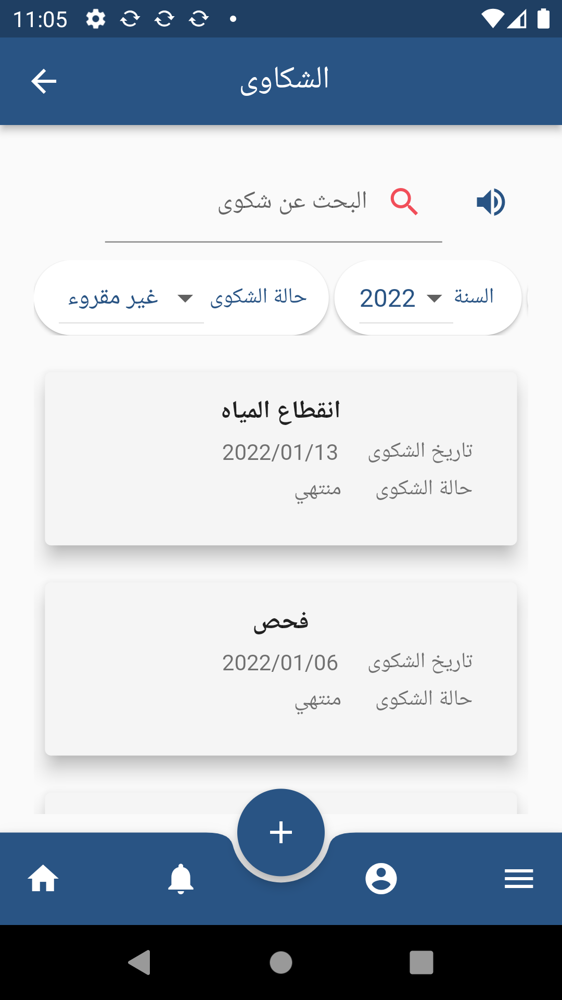 11:05
الشكاوى
البحث عن شكوى
السنة 2022 حالة الشكوى غير مقروء
انقطاع المياه
تاريخ الشكوى 2022/01/13
حالة الشكوى منتهي
فحص
تاريخ الشكوى 2022/01/06
حالة الشكوى منتهي